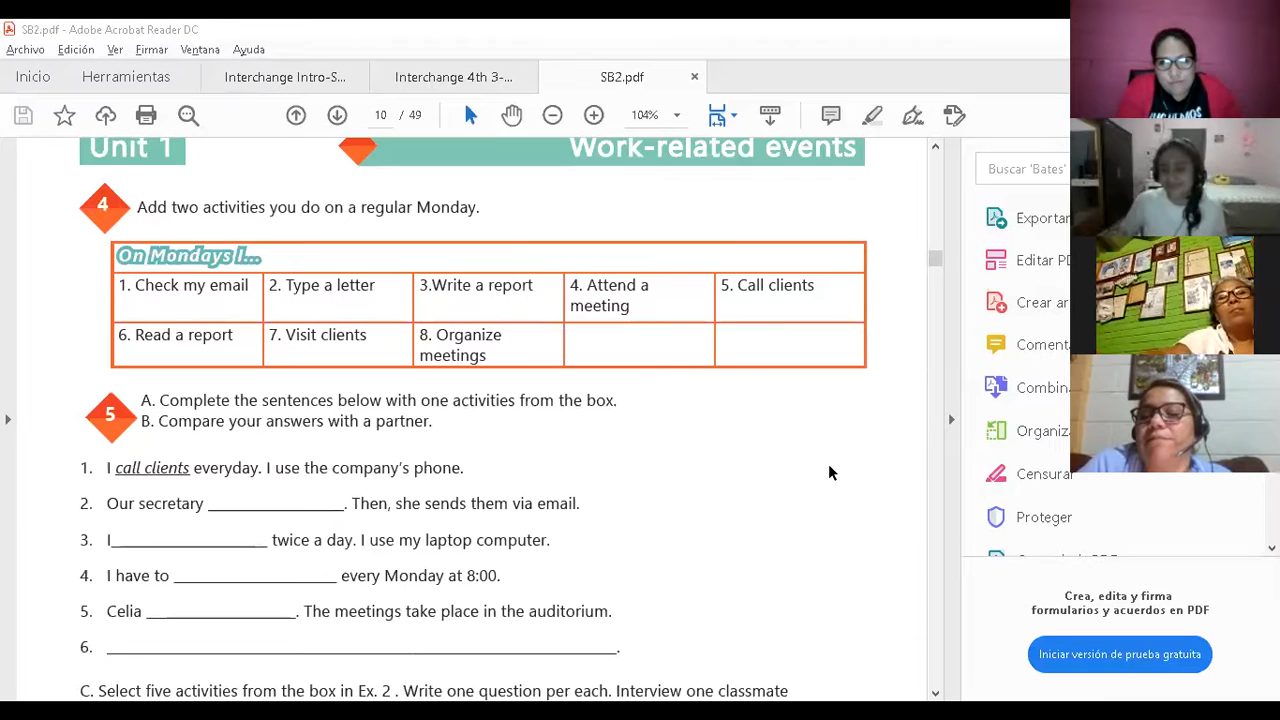 SB2.pdf - Adobe Acrobat Reader DC
Archivo Edición Ver Firmar Ventana Ayuda
Inicio Herramientas Interchange Intro-S... Interchange 4th 3-... SB2.pdf ×
10 / 49 104%
Unit 1 Work-related events
4 Add two activities you do on a regular Monday.
On Mondays I...
1. Check my email 2. Type a letter 3.Write a report 4. Attend a meeting 5. Call clients
6. Read a report 7. Visit clients 8. Organize meetings
5 A. Complete the sentences below with one activities from the box.
B. Compare your answers with a partner.
1. I call clients everyday. I use the company's phone.
2. Our secretary _______________. Then, she sends them via email.
3. I_________________ twice a day. I use my laptop computer.
4. I have to __________________ every Monday at 8:00.
5. Celia ________________. The meetings take place in the auditorium.
6. _________________________________________________________.
C. Select five activities from the box in Ex. 2 . Write one question per each. Interview one classmate
Buscar 'Bates'
Exportar
Editar PD
Crear ar
Coment
Combin
Organiz
Censurar
Proteger
Crea, edita y firma
formularios y acuerdos en PDF
Iniciar versión de prueba gratuita